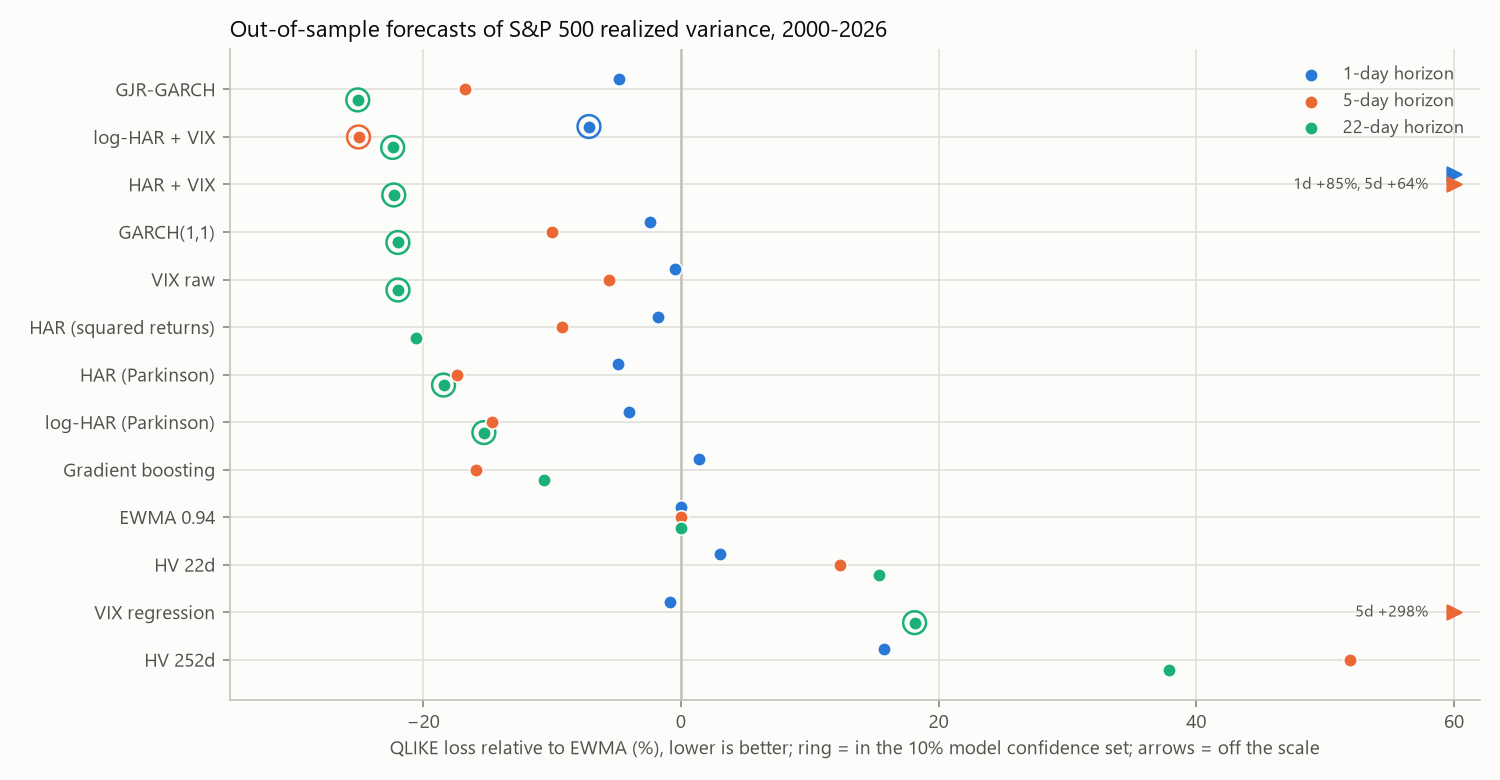 Out-of-sample forecasts of S&P 500 realized variance, 2000-2026
1-day horizon
5-day horizon
22-day horizon
GJR-GARCH
log-HAR + VIX
HAR + VIX
1d +85%, 5d +64%
GARCH(1,1)
VIX raw
HAR (squared returns)
HAR (Parkinson)
log-HAR (Parkinson)
Gradient boosting
EWMA 0.94
HV 22d
VIX regression
5d +298%
HV 252d
−20 0 20 40 60
QLIKE loss relative to EWMA (%), lower is better; ring = in the 10% model confidence set; arrows = off the scale